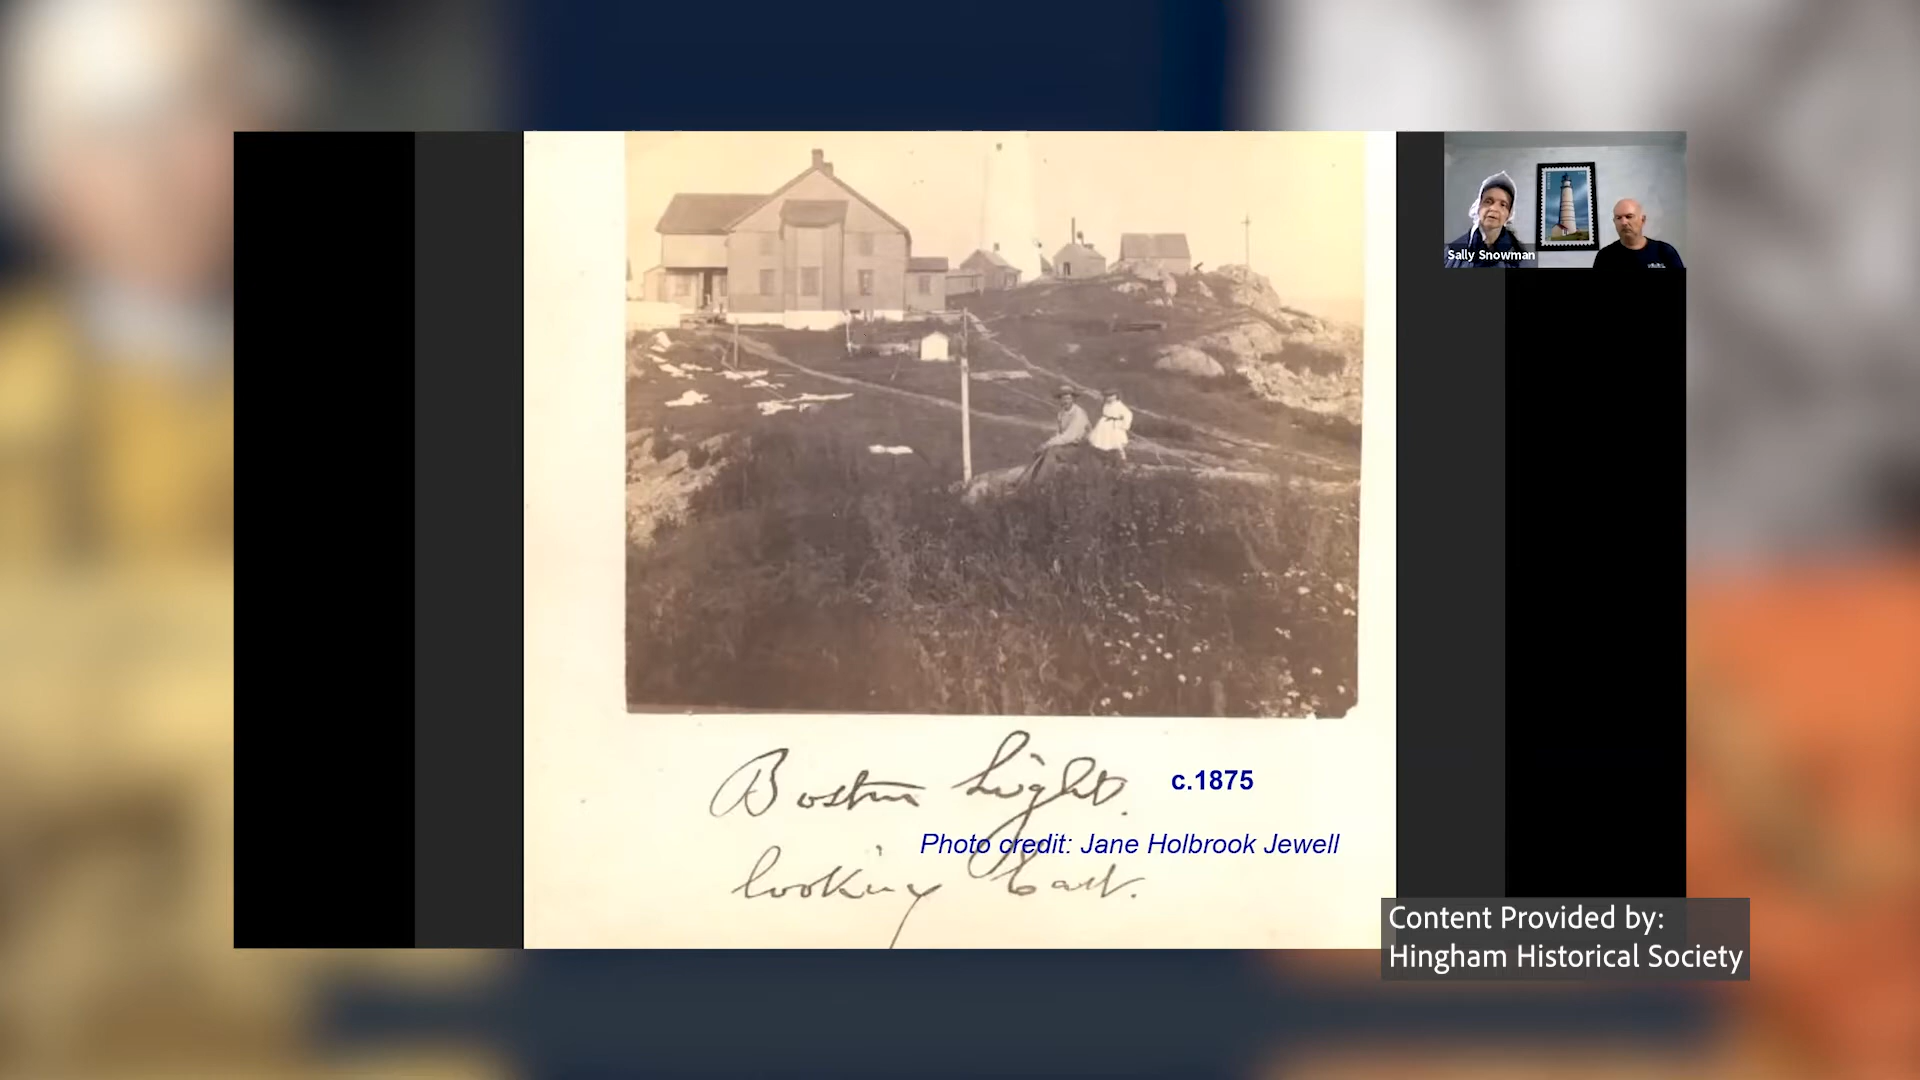 Sally Snowman
Boston Light. c.1875
Photo credit: Jane Holbrook Jewell
looking East.
Content Provided by:
Hingham Historical Society